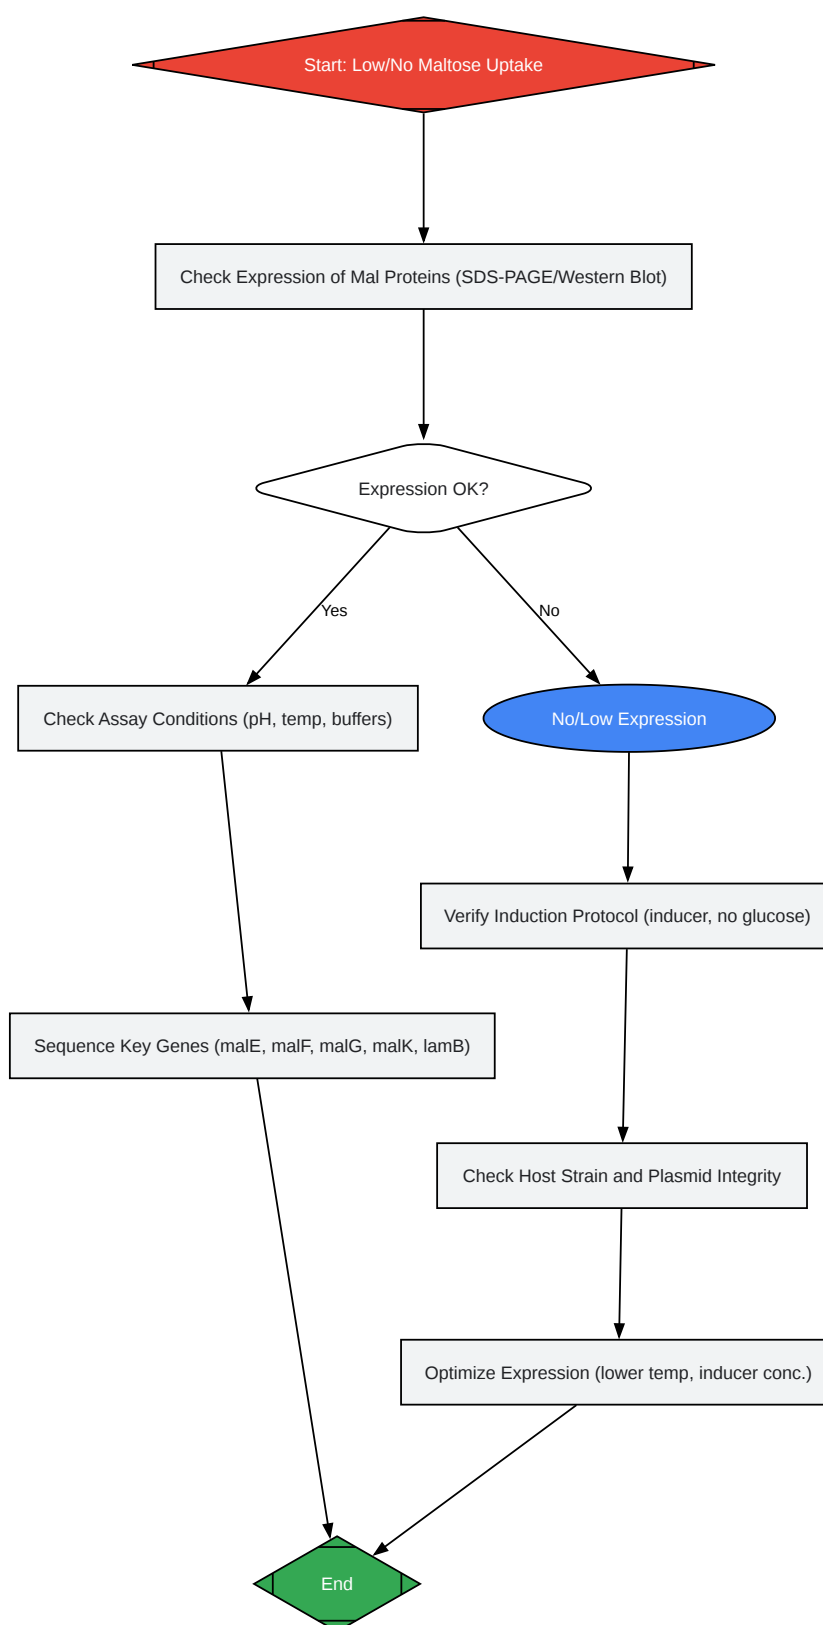 Start: Low/No Maltose Uptake
Check Expression of Mal Proteins (SDS-PAGE/Western Blot)
Expression OK?
Yes
No
Check Assay Conditions (pH, temp, buffers)
No/Low Expression
Verify Induction Protocol (inducer, no glucose)
Sequence Key Genes (malE, malF, malG, malK, lamB)
Check Host Strain and Plasmid Integrity
Optimize Expression (lower temp, inducer conc.)
End